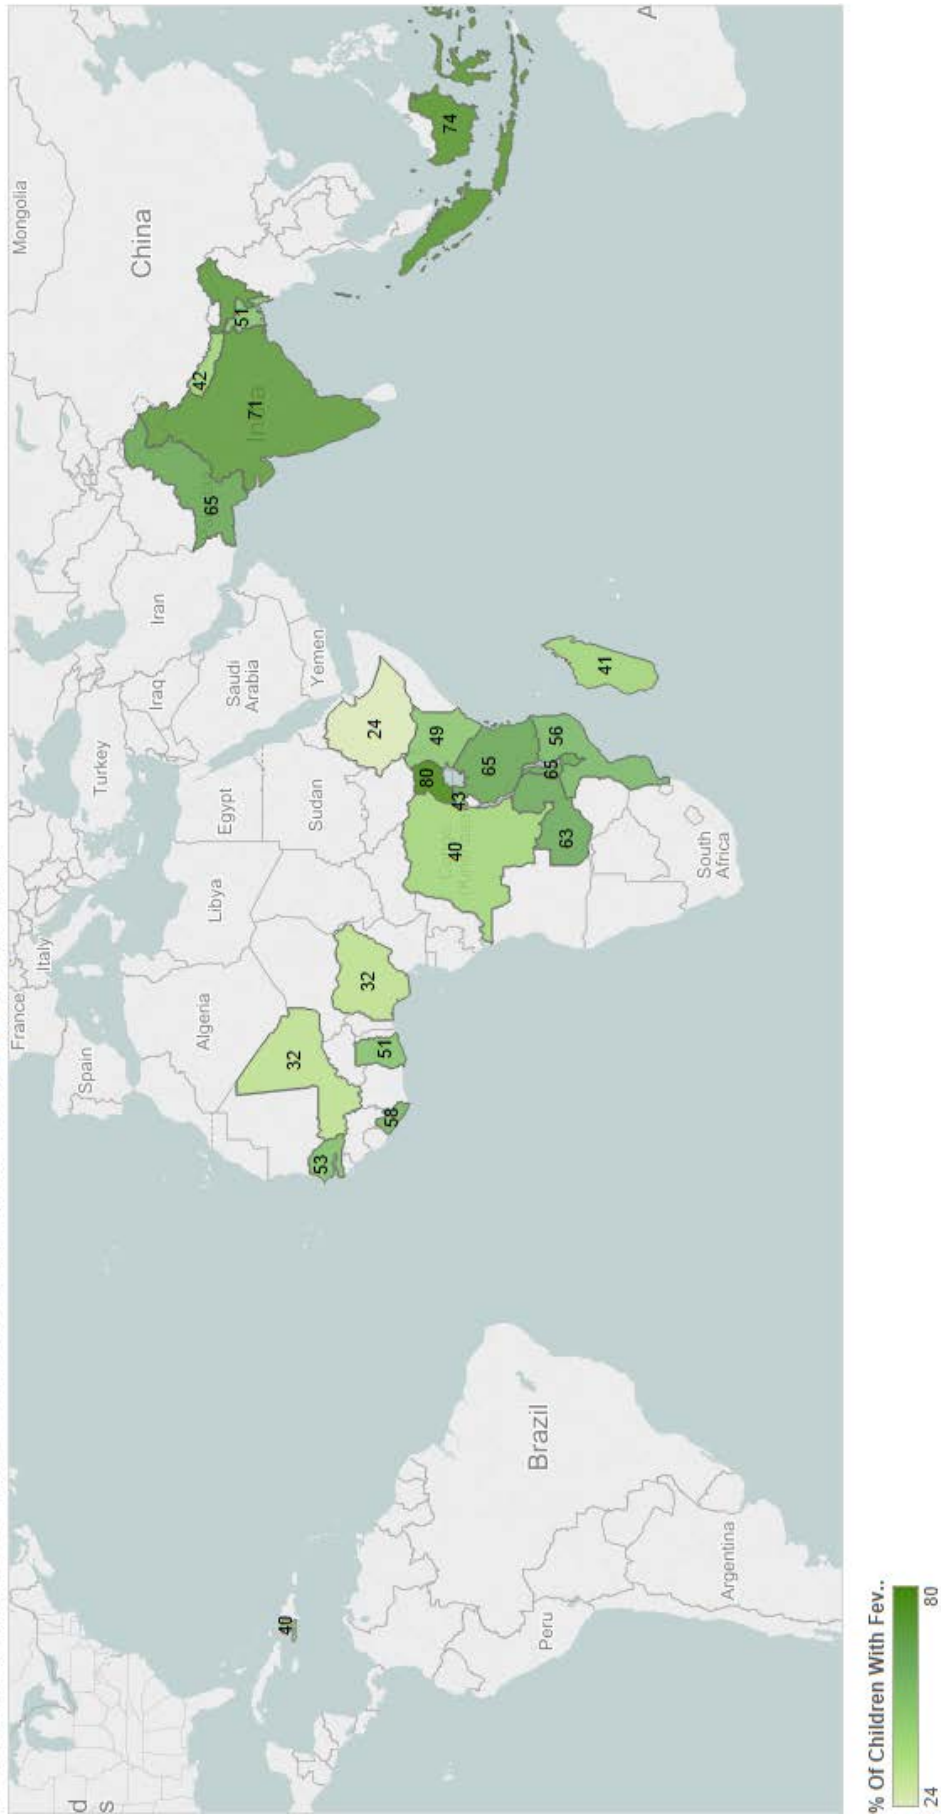 d
s
Mongolia
China
France
Italy
Spain
Turkey
Iraq
Iran
Algeria
Libya
Egypt
Saudi
Arabia
Yemen
Sudan
42
51
71
65
74
A
40
53
32
32
51
58
24
80
49
43
40
65
65
56
63
41
South
Africa
Brazil
Peru
Argentina
% Of Children With Fev..
24
80